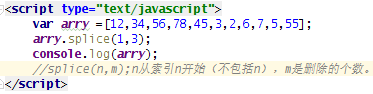 <script type="text/javascript">
var arry =[12,34,56,78,45,3,2,6,7,5,55];
arry.splice(1,3);
console.log(arry);
//splice(n,m);n从索引n开始（不包括n），m是删除的个数。
</script>